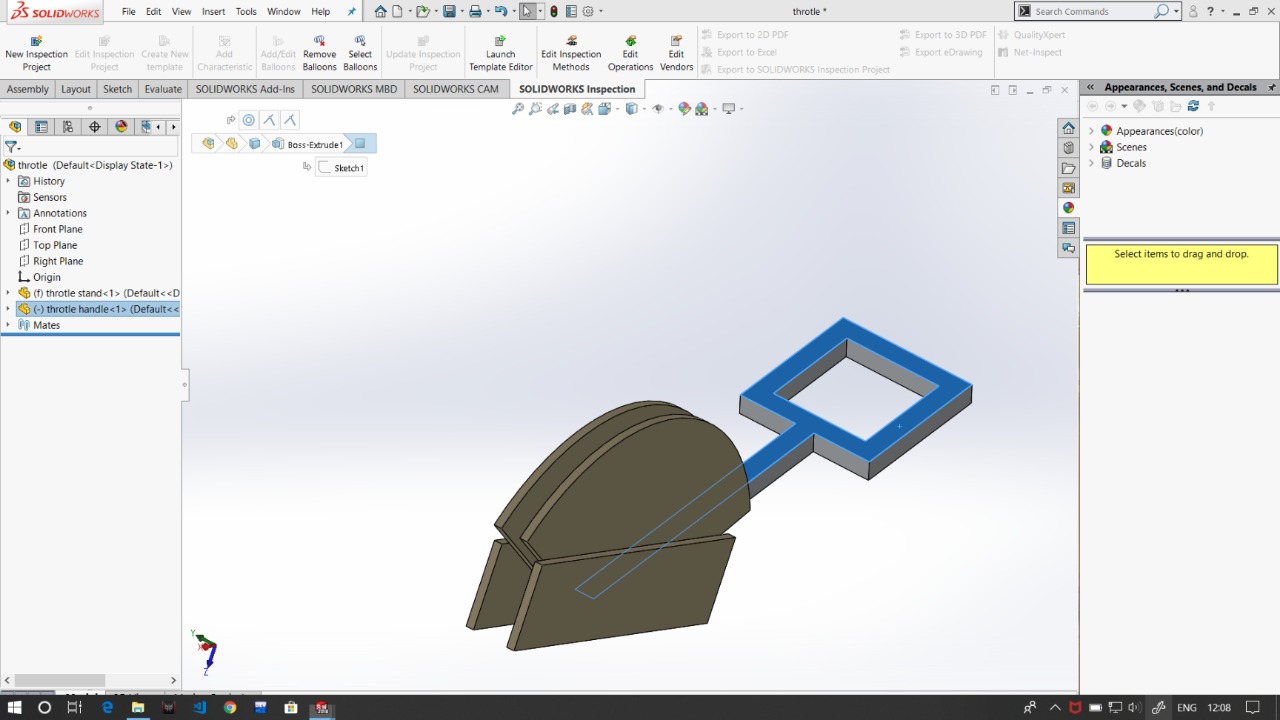 SOLIDWORKS
File Edit View Insert Tools Window Help
throtle *
Search Commands
New Inspection Project
Edit Inspection Project
Create New template
Add Characteristic
Add/Edit Balloons
Remove Balloons
Select Balloons
Update Inspection Project
Launch Template Editor
Edit Inspection Methods
Edit Operations
Edit Vendors
Export to 2D PDF
Export to Excel
Export to SOLIDWORKS Inspection Project
Export to 3D PDF
Export eDrawing
QualityXpert
Net-Inspect
Assembly Layout Sketch Evaluate SOLIDWORKS Add-Ins SOLIDWORKS MBD SOLIDWORKS CAM SOLIDWORKS Inspection
Appearances, Scenes, and Decals
Appearances(color)
Scenes
Decals
Select items to drag and drop.
Boss-Extrude1
Sketch1
throtle (Default<Display State-1>)
History
Sensors
Annotations
Front Plane
Top Plane
Right Plane
Origin
(f) throtle stand<1> (Default<<D
(-) throtle handle<1> (Default<<
Mates
Y
X
Z
ENG 12:08